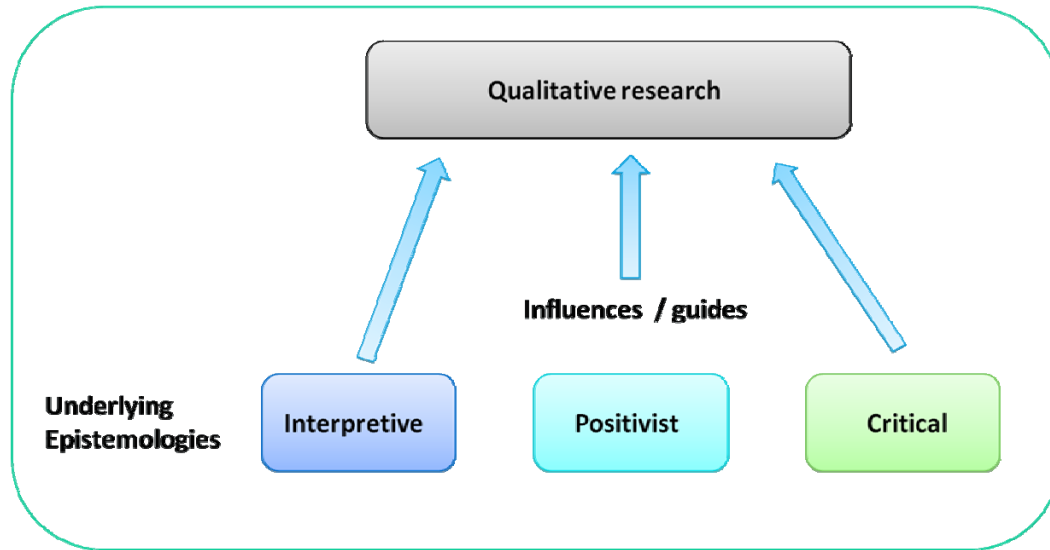 Qualitative research
Influences / guides
Underlying
Epistemologies
Interpretive
Positivist
Critical